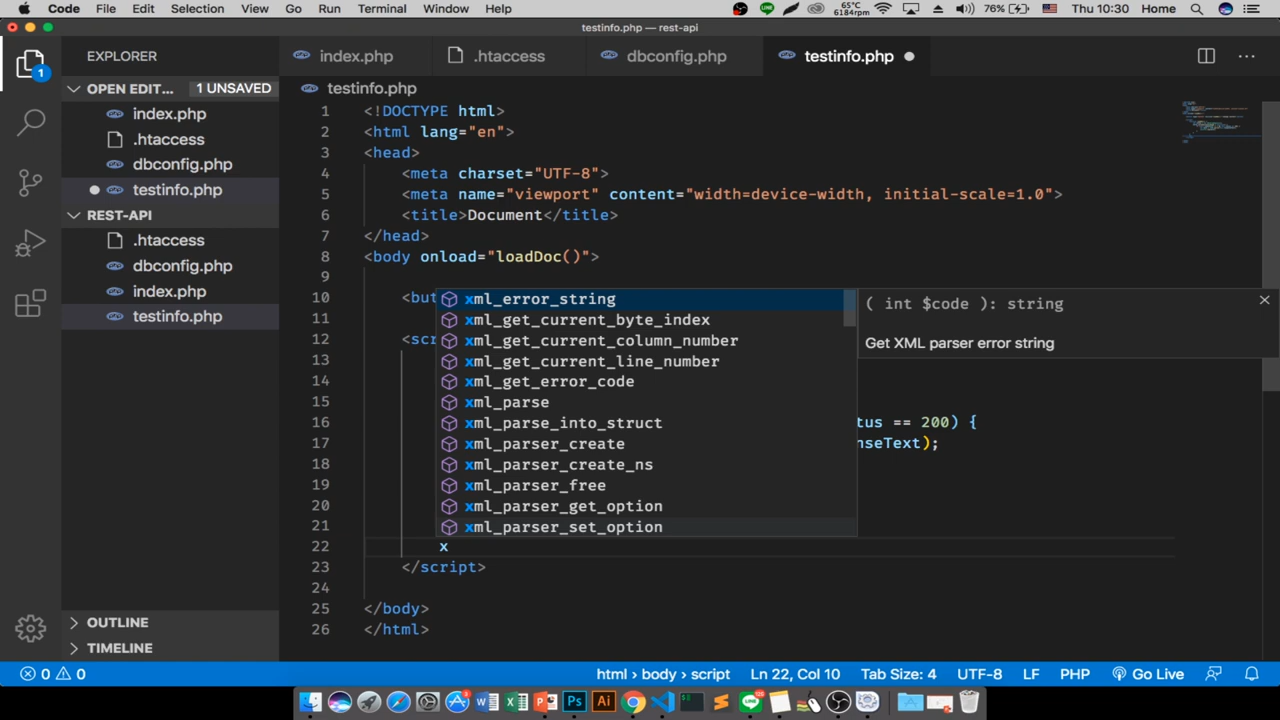 Code File Edit Selection View Go Run Terminal Window Help 65°C 6184rpm 76% Thu 10:30 Home
testinfo.php — rest-api
EXPLORER
index.php .htaccess dbconfig.php testinfo.php
1
OPEN EDIT... 1 UNSAVED
index.php
.htaccess
dbconfig.php
testinfo.php
REST-API
.htaccess
dbconfig.php
index.php
testinfo.php
OUTLINE
TIMELINE
testinfo.php
1 <!DOCTYPE html>
2 <html lang="en">
3 <head>
4 <meta charset="UTF-8">
5 <meta name="viewport" content="width=device-width, initial-scale=1.0">
6 <title>Document</title>
7 </head>
8 <body onload="loadDoc()">
9
10 <but
11
12 <scr
13
14
15
16 tus == 200) {
17 nseText);
18
19
20
21
22 x
23 </script>
24
25 </body>
26 </html>
xml_error_string
xml_get_current_byte_index
xml_get_current_column_number
xml_get_current_line_number
xml_get_error_code
xml_parse
xml_parse_into_struct
xml_parser_create
xml_parser_create_ns
xml_parser_free
xml_parser_get_option
xml_parser_set_option
( int $code ): string
Get XML parser error string
0 0 html › body › script Ln 22, Col 10 Tab Size: 4 UTF-8 LF PHP Go Live